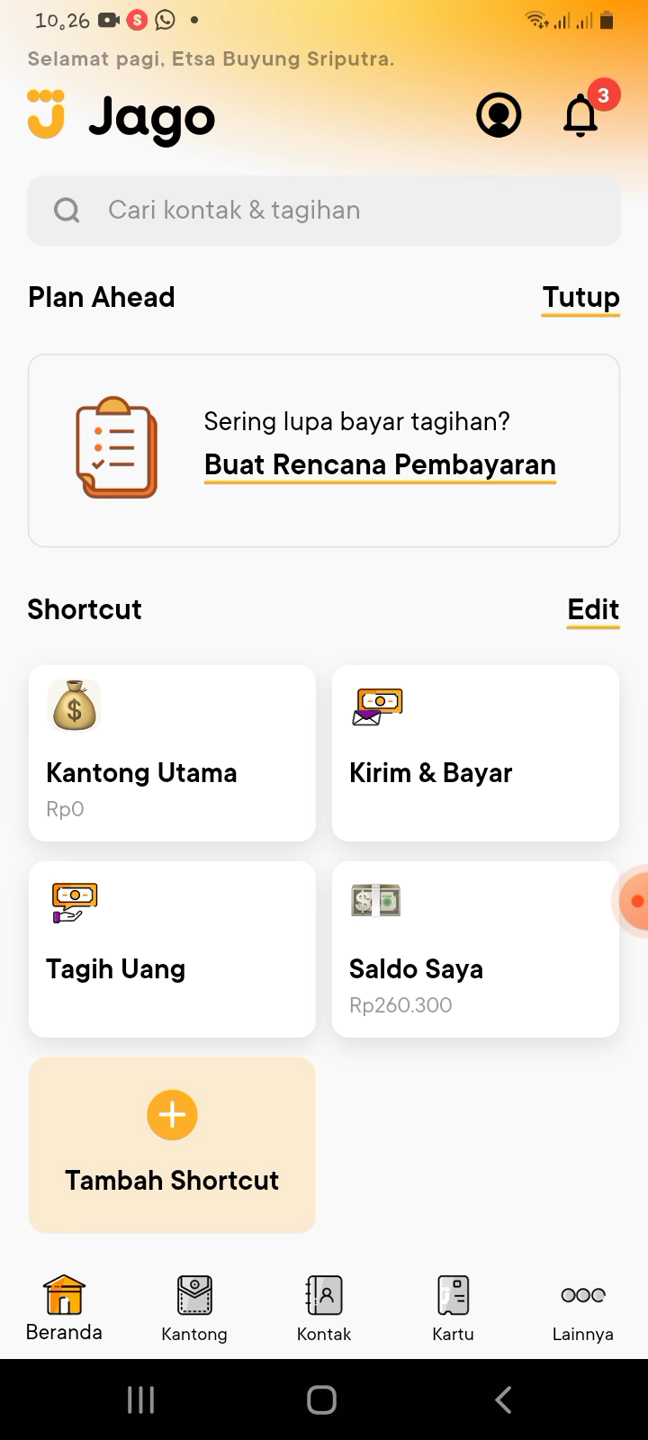 10.26
Selamat pagi, Etsa Buyung Sriputra.
Jago
3
Cari kontak & tagihan
Plan Ahead
Tutup
Sering lupa bayar tagihan?
Buat Rencana Pembayaran
Shortcut
Edit
Kantong Utama
Rp0
Kirim & Bayar
Tagih Uang
Saldo Saya
Rp260.300
Tambah Shortcut
Beranda
Kantong
Kontak
Kartu
Lainnya